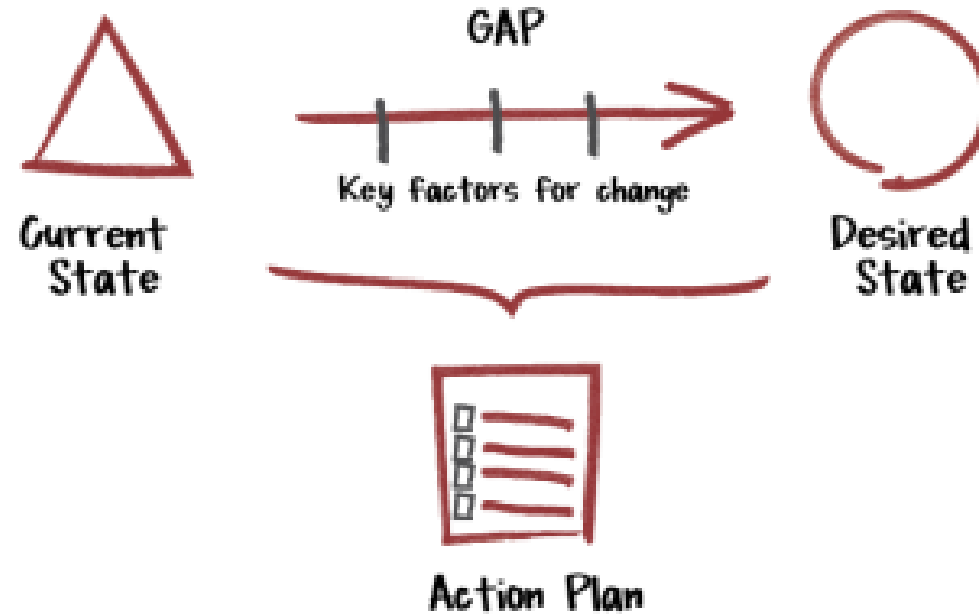 GAP
Key factors for change
Current
State
Desired
State
Action Plan